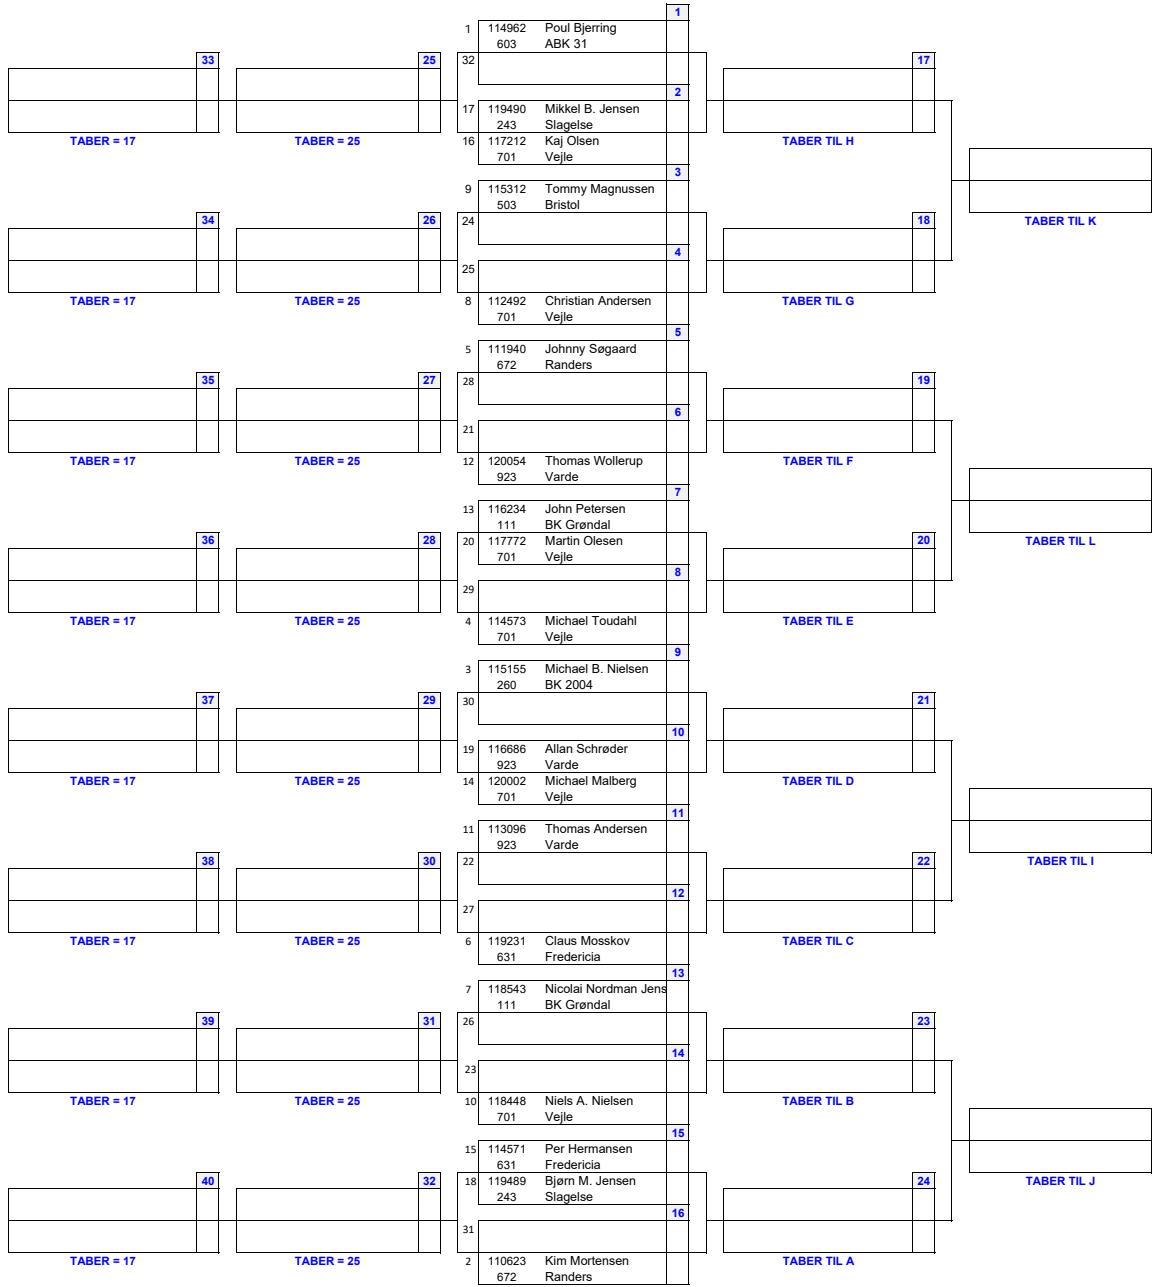 1
1 114962 Poul Bjerring
603 ABK 31
33 25 32 17
2
17 119490 Mikkel B. Jensen
243 Slagelse
TABER = 17 TABER = 25 16 117212 Kaj Olsen TABER TIL H
701 Vejle
3
9 115312 Tommy Magnussen
503 Bristol
34 26 24 18 TABER TIL K
4
25
TABER = 17 TABER = 25 8 112492 Christian Andersen TABER TIL G
701 Vejle
5
5 111940 Johnny Søgaard
672 Randers
35 27 28 19
6
21
TABER = 17 TABER = 25 12 120054 Thomas Wollerup TABER TIL F
923 Varde
7
13 116234 John Petersen
111 BK Grøndal
36 28 20 117772 Martin Olesen 20 TABER TIL L
701 Vejle
8
29
TABER = 17 TABER = 25 4 114573 Michael Toudahl TABER TIL E
701 Vejle
9
3 115155 Michael B. Nielsen
260 BK 2004
37 29 30 21
10
19 116686 Allan Schrøder
923 Varde
TABER = 17 TABER = 25 14 120002 Michael Malberg TABER TIL D
701 Vejle
11
11 113096 Thomas Andersen
923 Varde
38 30 22 22 TABER TIL I
12
27
TABER = 17 TABER = 25 6 119231 Claus Mosskov TABER TIL C
631 Fredericia
13
7 118543 Nicolai Nordman Jens
111 BK Grøndal
39 31 26 23
14
23
TABER = 17 TABER = 25 10 118448 Niels A. Nielsen TABER TIL B
701 Vejle
15
15 114571 Per Hermansen
631 Fredericia
40 32 18 119489 Bjørn M. Jensen 24 TABER TIL J
243 Slagelse
16
31
TABER = 17 TABER = 25 2 110623 Kim Mortensen TABER TIL A
672 Randers